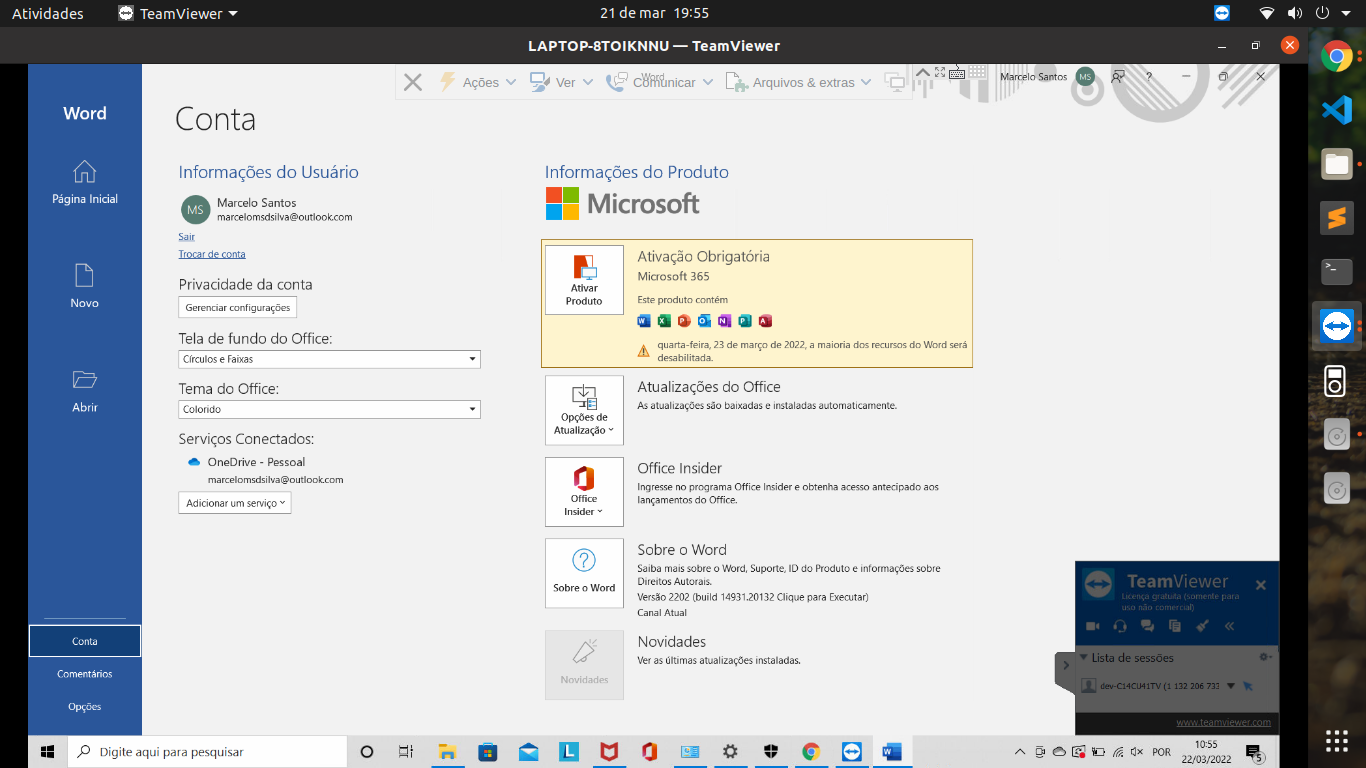 Atividades
TeamViewer
21 de mar 19:55
LAPTOP-8TOIKNNU — TeamViewer
Word
Ações
Ver
Word
Comunicar
Arquivos & extras
Marcelo Santos
MS
?
Conta
Página Inicial
Novo
Abrir
Conta
Comentários
Opções
Informações do Usuário
MS
Marcelo Santos
marcelomsdsilva@outlook.com
Sair
Trocar de conta
Privacidade da conta
Gerenciar configurações
Tela de fundo do Office:
Círculos e Faixas
Tema do Office:
Colorido
Serviços Conectados:
OneDrive - Pessoal
marcelomsdsilva@outlook.com
Adicionar um serviço
Informações do Produto
Microsoft
Ativar
Produto
Ativação Obrigatória
Microsoft 365
Este produto contém
quarta-feira, 23 de março de 2022, a maioria dos recursos do Word será
desabilitada.
Opções de
Atualização
Atualizações do Office
As atualizações são baixadas e instaladas automaticamente.
Office
Insider
Office Insider
Ingresse no programa Office Insider e obtenha acesso antecipado aos
lançamentos do Office.
Sobre o Word
Sobre o Word
Saiba mais sobre o Word, Suporte, ID do Produto e informações sobre
Direitos Autorais.
Versão 2202 (build 14931.20132 Clique para Executar)
Canal Atual
Novidades
Novidades
Ver as últimas atualizações instaladas.
TeamViewer
Licença gratuita (somente para
uso não comercial)
Lista de sessões
dev-C14CU41TV (1 132 206 733
www.teamviewer.com
Digite aqui para pesquisar
POR
10:55
22/03/2022
5